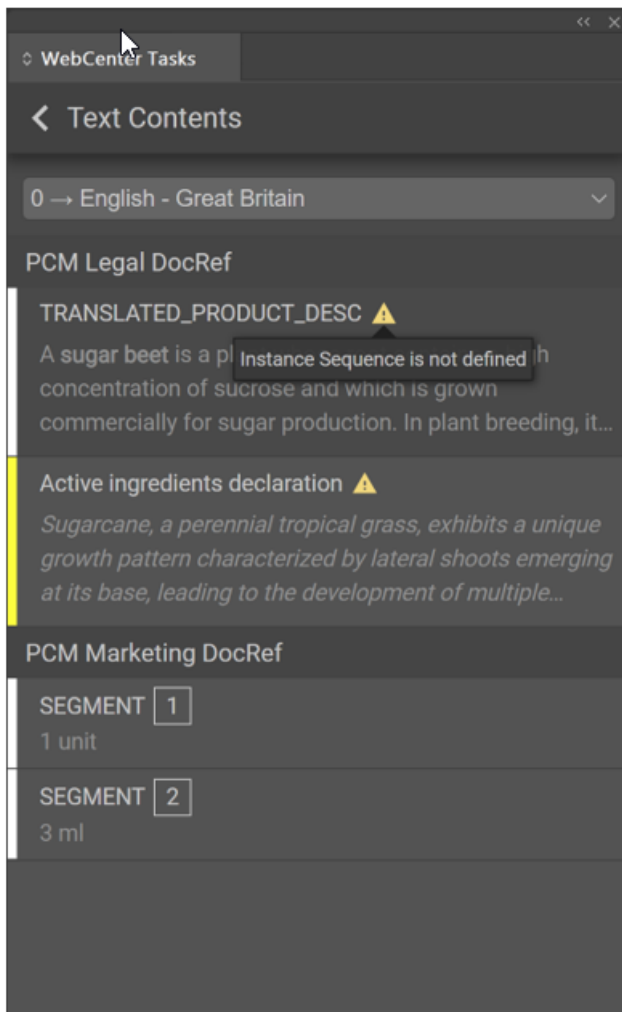 WebCenter Tasks
Text Contents
0 → English - Great Britain
PCM Legal DocRef
TRANSLATED_PRODUCT_DESC
Instance Sequence is not defined
A sugar beet is a pl h
concentration of sucrose and which is grown
commercially for sugar production. In plant breeding, it...
Active ingredients declaration
Sugarcane, a perennial tropical grass, exhibits a unique
growth pattern characterized by lateral shoots emerging
at its base, leading to the development of multiple...
PCM Marketing DocRef
SEGMENT 1
1 unit
SEGMENT 2
3 ml